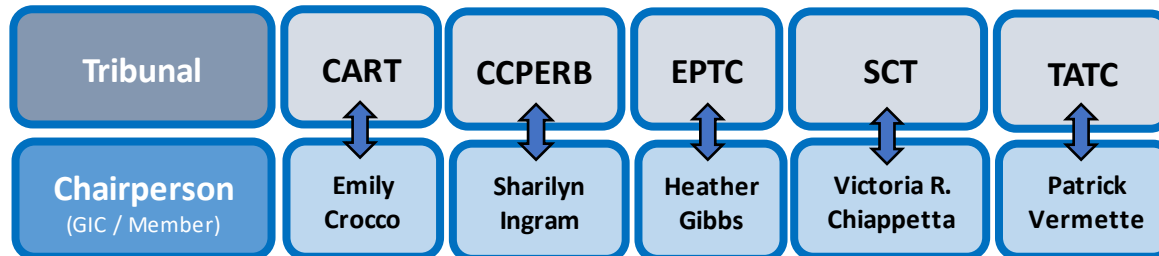 Tribunal
CART
CCPERB
EPTC
SCT
TATC
Chairperson
(GIC / Member)
Emily
Crocco
Sharilyn
Ingram
Heather
Gibbs
Victoria R.
Chiappetta
Patrick
Vermette